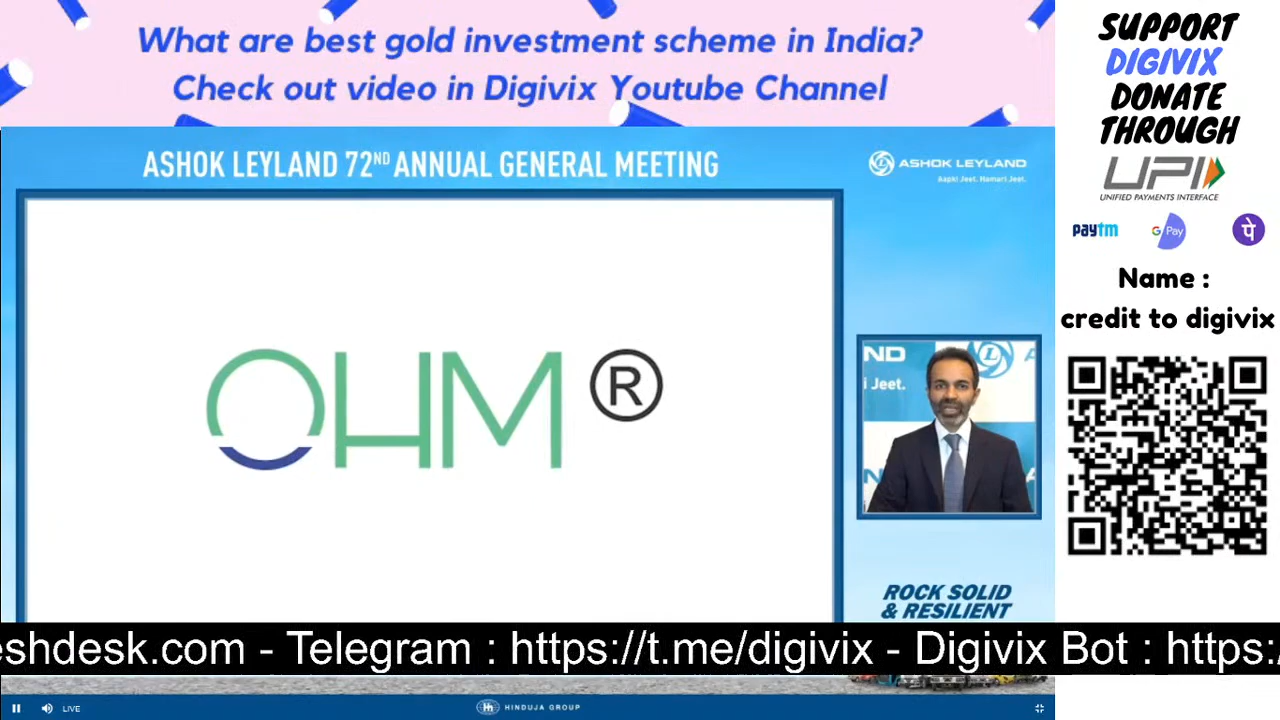 What are best gold investment scheme in India?
Check out video in Digivix Youtube Channel
SUPPORT
DIGIVIX
DONATE
THROUGH
UPI
UNIFIED PAYMENTS INTERFACE
paytm
G Pay
पे
Name :
credit to digivix
ASHOK LEYLAND 72ND ANNUAL GENERAL MEETING
ASHOK LEYLAND
Aapki Jeet. Hamari Jeet.
OHM ®
ND
i Jeet.
ROCK SOLID
& RESILIENT
eshdesk.com - Telegram : https://t.me/digivix - Digivix Bot : https:/
LIVE
HINDUJA GROUP